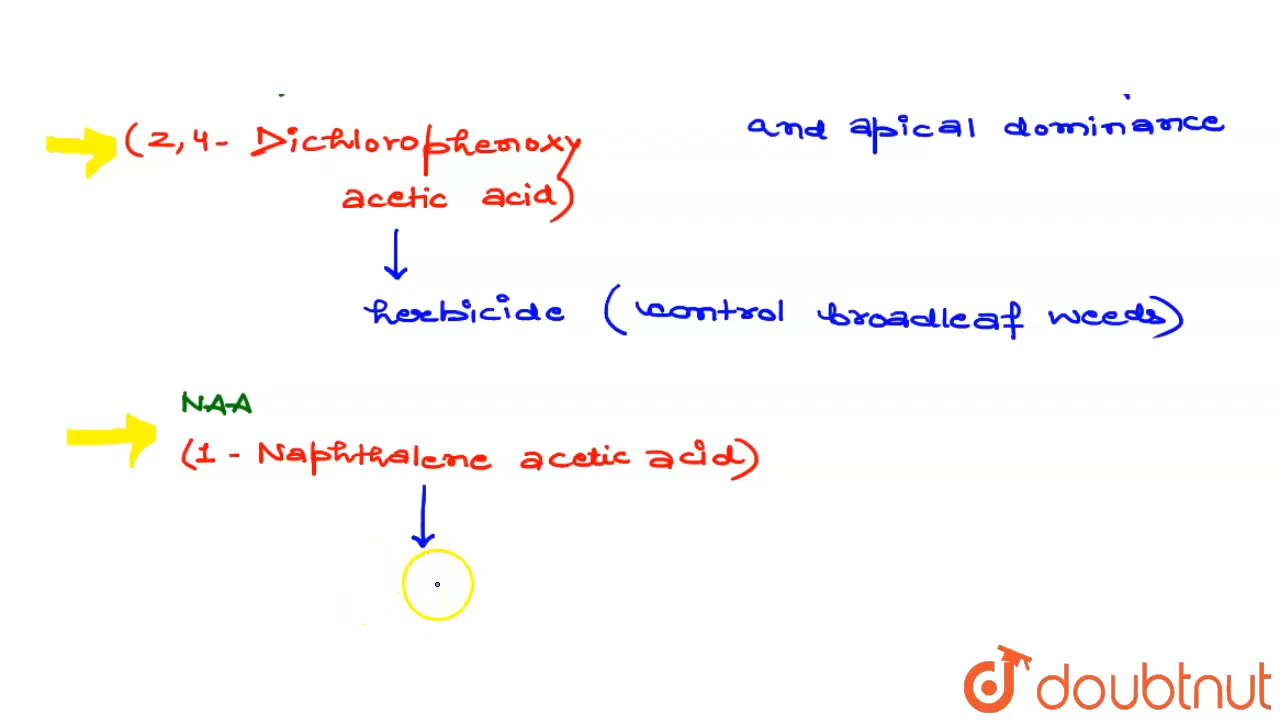 (2,4- Dichlorophenoxy
acetic acid)
and apical dominance
herbicide (control broadleaf weeds)
NAA
(1 - Naphthalene acetic acid)
doubtnut